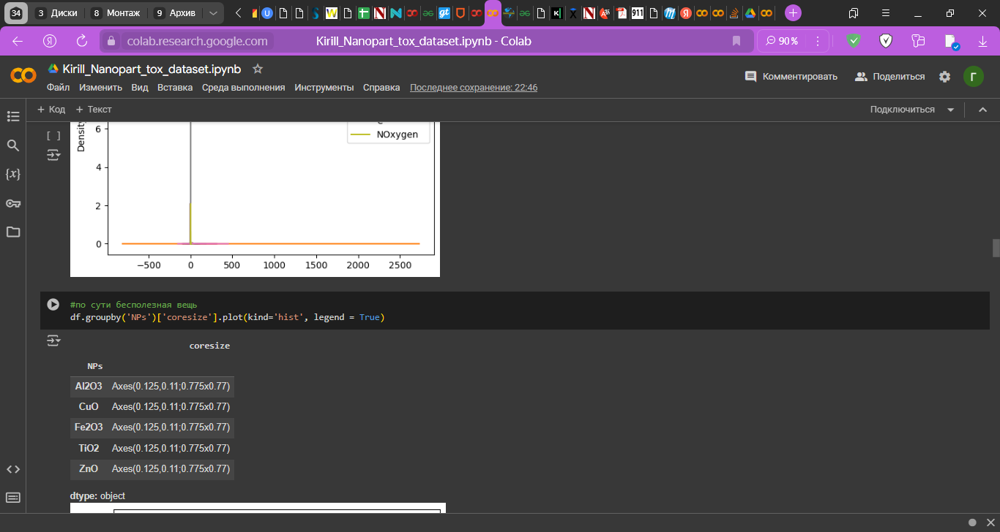 34 3 Диски 8 Монтаж 9 Архив
colab.research.google.com Kirill_Nanopart_tox_dataset.ipynb - Colab 90%
Kirill_Nanopart_tox_dataset.ipynb
Комментировать Поделиться Г
Файл Изменить Вид Вставка Среда выполнения Инструменты Справка Последнее сохранение: 22:46
+ Код + Текст Подключиться
[ ]
Density
6
4
2
0
NOxygen
−500 0 500 1000 1500 2000 2500
#по сути бесполезная вещь
df.groupby('NPs')['coresize'].plot(kind='hist', legend = True)
coresize
NPs
Al2O3 Axes(0.125,0.11;0.775x0.77)
CuO Axes(0.125,0.11;0.775x0.77)
Fe2O3 Axes(0.125,0.11;0.775x0.77)
TiO2 Axes(0.125,0.11;0.775x0.77)
ZnO Axes(0.125,0.11;0.775x0.77)
dtype: object